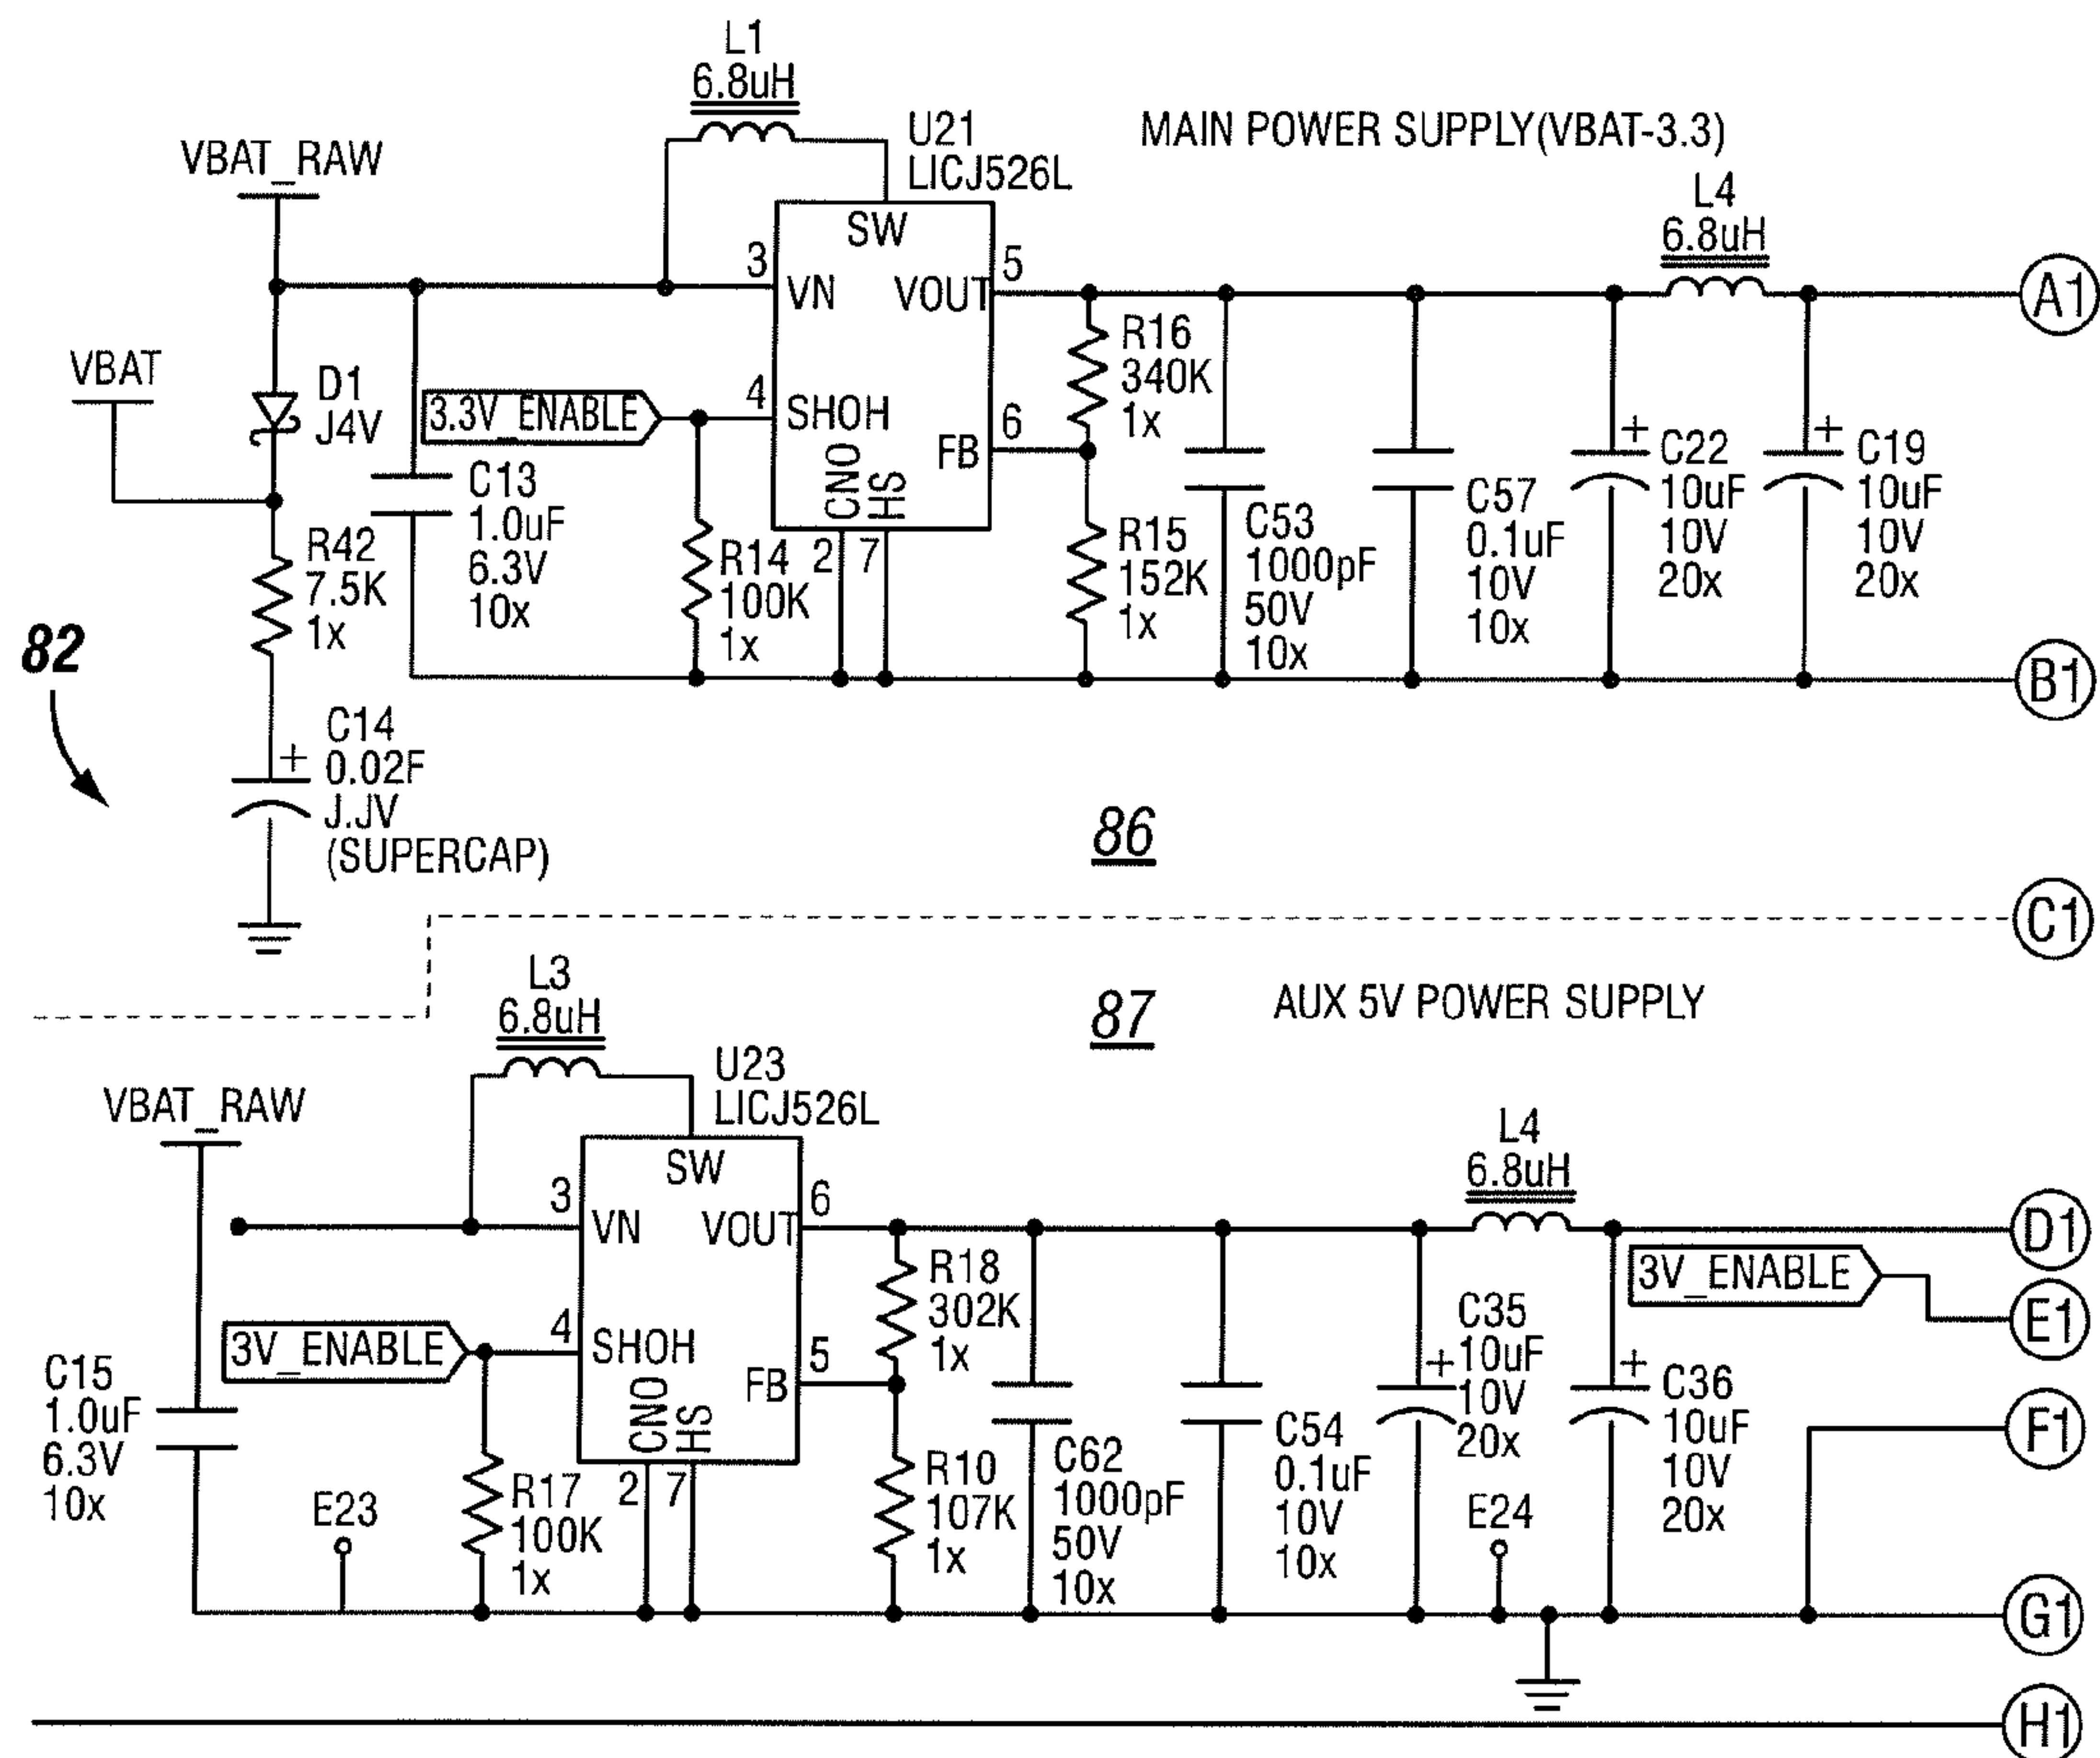 L1
6.8uH
U21
LICJ526L
MAIN POWER SUPPLY(VBAT-3.3)
VBAT_RAW
L4
6.8uH
SW
3
VN
VOUT
5
A1
VBAT
D1
J4V
3.3V_ENABLE
4
SHOH
R16
340K
1x
6
FB
CNO
HS
C13
1.0uF
6.3V
10x
R42
7.5K
1x
R14
100K
1x
2
7
R15
152K
1x
C53
1000pF
50V
10x
C57
0.1uF
10V
10x
+
C22
10uF
10V
20x
+
C19
10uF
10V
20x
82
B1
C14
+
0.02F
J.JV
(SUPERCAP)
86
C1
L3
6.8uH
87
AUX 5V POWER SUPPLY
U23
LICJ526L
VBAT_RAW
L4
6.8uH
SW
3
VN
VOUT
6
D1
3V_ENABLE
E1
R18
302K
1x
3V_ENABLE
4
SHOH
5
FB
CNO
HS
C15
1.0uF
6.3V
10x
E23
R17
100K
1x
2
7
R10
107K
1x
C62
1000pF
50V
10x
C54
0.1uF
10V
10x
C35
+
10uF
10V
20x
E24
+
C36
10uF
10V
20x
F1
G1
H1